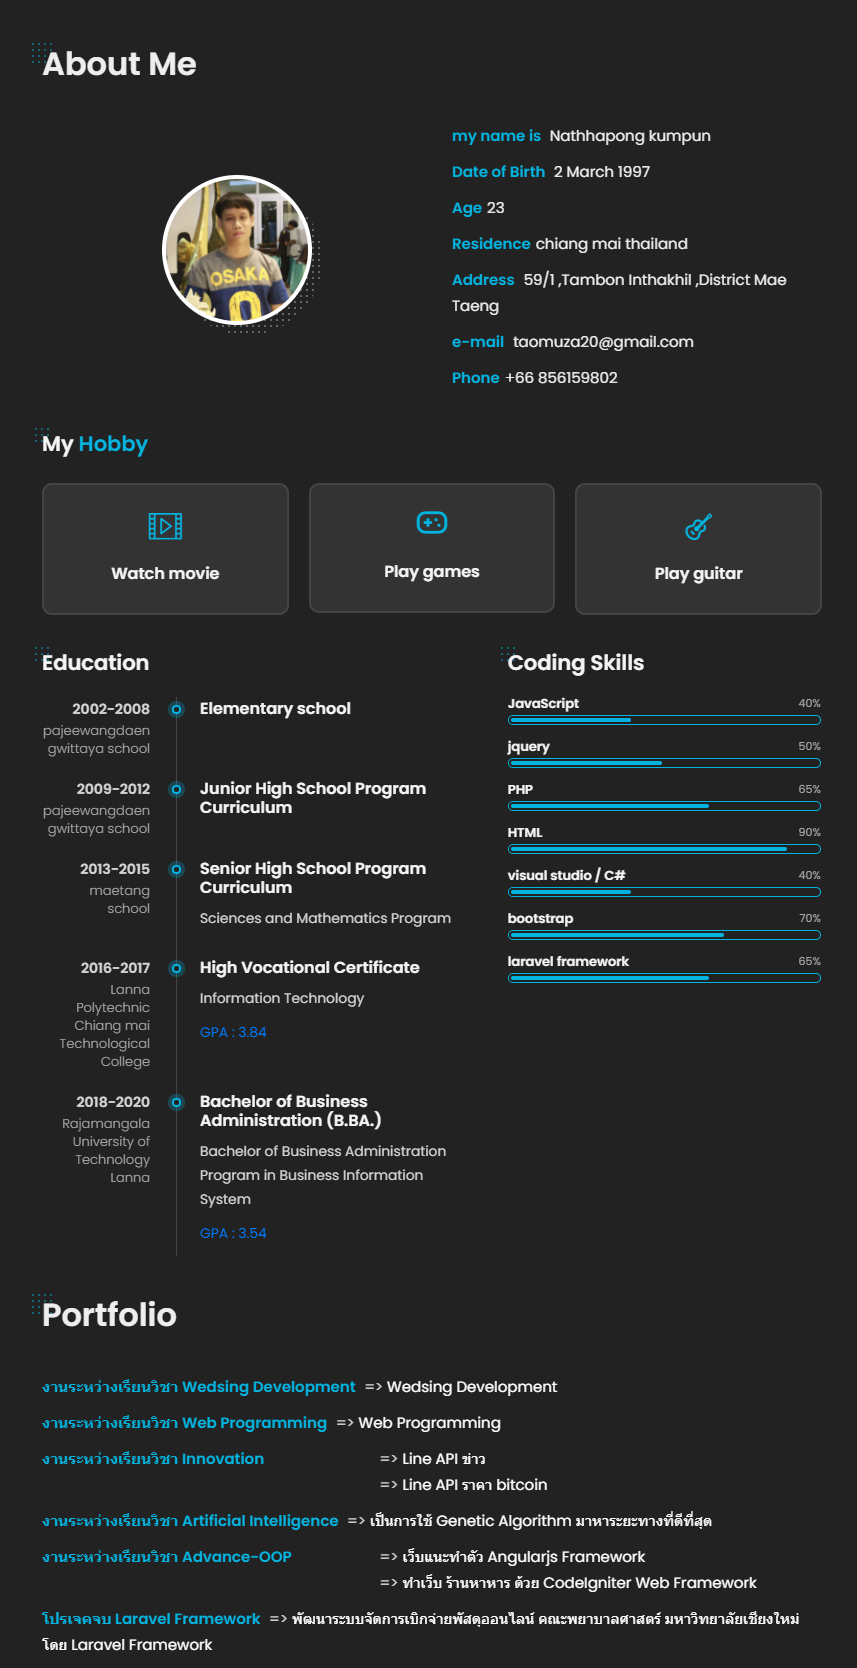 About Me
my name is Nathhapong kumpun
Date of Birth 2 March 1997
Age 23
Residence chiang mai thailand
Address 59/1 ,Tambon Inthakhil ,District Mae
Taeng
e-mail taomuza20@gmail.com
Phone +66 856159802
OSAKA
0
My Hobby
Watch movie
Play games
Play guitar
Education
2002-2008
pajeewangdaen
gwittaya school
Elementary school
2009-2012
pajeewangdaen
gwittaya school
Junior High School Program
Curriculum
2013-2015
maetang
school
Senior High School Program
Curriculum
Sciences and Mathematics Program
2016-2017
Lanna
Polytechnic
Chiang mai
Technological
College
High Vocational Certificate
Information Technology
GPA : 3.84
2018-2020
Rajamangala
University of
Technology
Lanna
Bachelor of Business
Administration (B.BA.)
Bachelor of Business Administration
Program in Business Information
System
GPA : 3.54
Coding Skills
JavaScript 40%
jquery 50%
PHP 65%
HTML 90%
visual studio / C# 40%
bootstrap 70%
laravel framework 65%
Portfolio
งานระหว่างเรียนวิชา Wedsing Development => Wedsing Development
งานระหว่างเรียนวิชา Web Programming => Web Programming
งานระหว่างเรียนวิชา Innovation => Line API ข่าว
=> Line API ราคา bitcoin
งานระหว่างเรียนวิชา Artificial Intelligence => เป็นการใช้ Genetic Algorithm มาหาระยะทางที่ดีที่สุด
งานระหว่างเรียนวิชา Advance-OOP => เว็บแนะทำตัว Angularjs Framework
=> ทำเว็บ ร้านหาหาร ด้วย CodeIgniter Web Framework
โปรเจคจบ Laravel Framework => พัฒนาระบบจัดการเบิกจ่ายพัสดุออนไลน์ คณะพยาบาลศาสตร์ มหาวิทยาลัยเชียงใหม่
โดย Laravel Framework